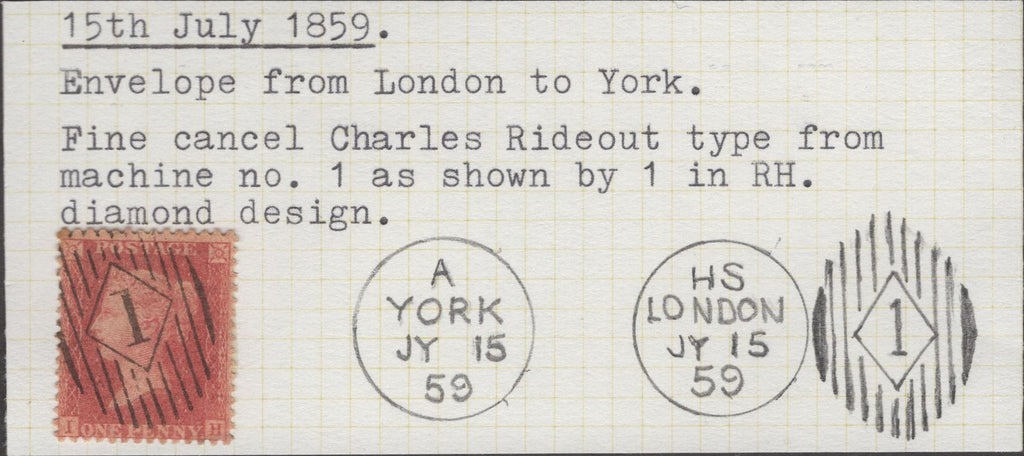 15th July 1859.
Envelope from London to York.
Fine cancel Charles Rideout type from
machine no. 1 as shown by 1 in RH.
diamond design.
POSTAGE
1
I ONE PENNY H
A
YORK
JY 15
59
HS
LONDON
JY 15
59
1